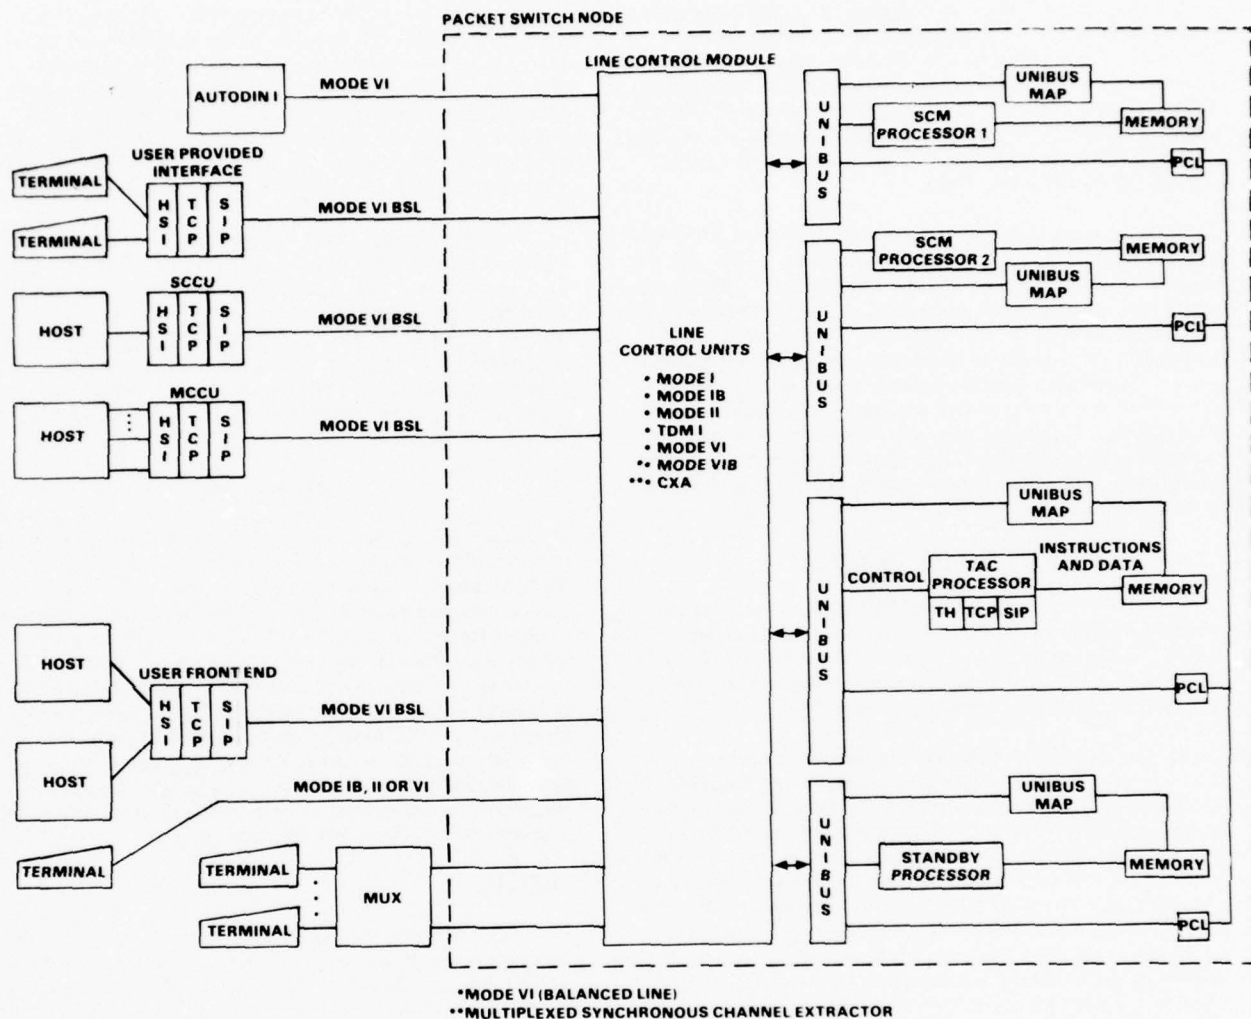 PACKET SWITCH NODE
LINE CONTROL MODULE
AUTODIN I
MODE VI
USER PROVIDED
INTERFACE
TERMINAL
TERMINAL
HSI
TCP
SIP
MODE VI BSL
SCCU
HOST
HSI
TCP
SIP
MODE VI BSL
MCCU
HOST
HSI
TCP
SIP
MODE VI BSL
HOST
HOST
USER FRONT END
HSI
TCP
SIP
MODE VI BSL
MODE IB, II OR VI
TERMINAL
TERMINAL
TERMINAL
MUX
LINE
CONTROL UNITS
• MODE I
• MODE IB
• MODE II
• TDM I
• MODE VI
*• MODE VIB
**• CXA
UNIBUS
UNIBUS
MAP
SCM
PROCESSOR 1
MEMORY
PCL
UNIBUS
SCM
PROCESSOR 2
MEMORY
UNIBUS
MAP
PCL
UNIBUS
UNIBUS
MAP
CONTROL
TAC
PROCESSOR
TH TCP SIP
INSTRUCTIONS
AND DATA
MEMORY
PCL
UNIBUS
UNIBUS
MAP
STANDBY
PROCESSOR
MEMORY
PCL
*MODE VI (BALANCED LINE)
**MULTIPLEXED SYNCHRONOUS CHANNEL EXTRACTOR